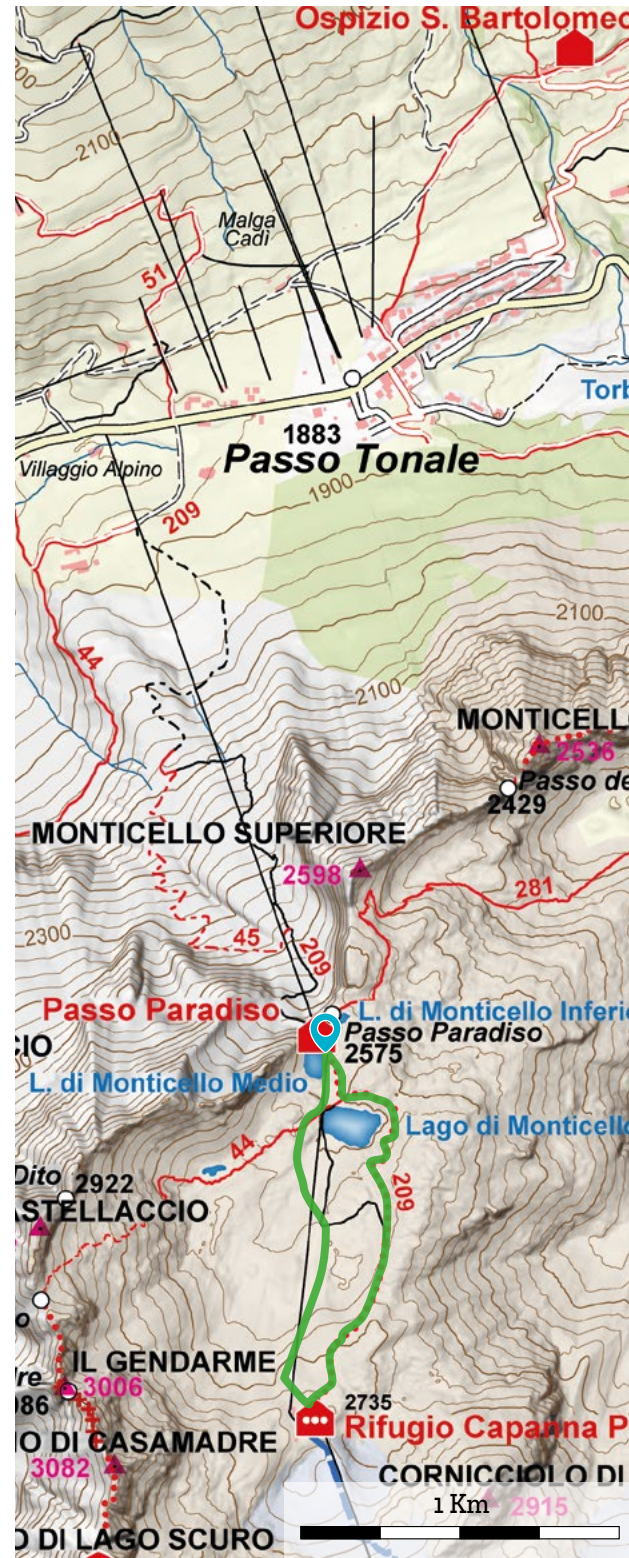 Ospizio S. Bartolomeo
2100
Malga
Cadì
51
Torb
1883
Passo Tonale
Villaggio Alpino
1900
209
2100
44
2100
MONTICELLO
2536
Passo de
2429
MONTICELLO SUPERIORE
2598
281
2300
45
209
Passo Paradiso
L. di Monticello Inferio
CIO
Passo Paradiso
2575
L. di Monticello Medio
Lago di Monticello
44
Dito
2922
209
ASTELLACCIO
o
IL GENDARME
dre
3006
086
2735
Rifugio Capanna P
IO DI CASAMADRE
3082
CORNICCIOLO DI
1 Km
2915
O DI LAGO SCURO